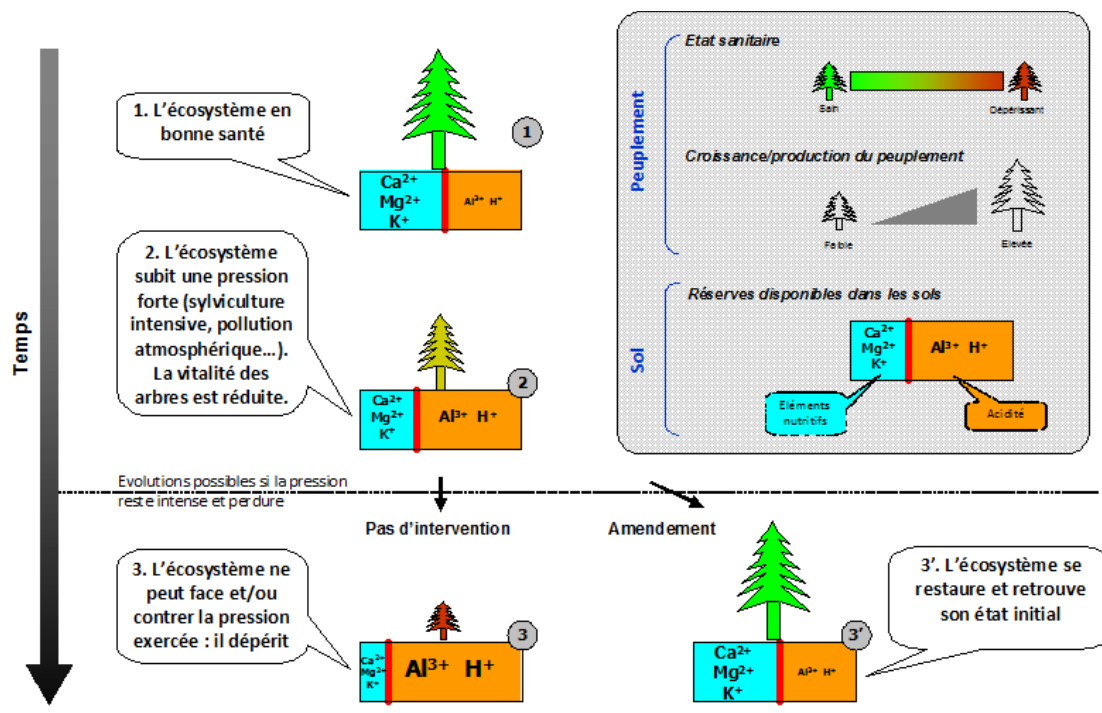 Temps
1. L'écosystème en
bonne santé
1
Ca²⁺
Mg²⁺
K⁺
Al³⁺ H⁺
2. L'écosystème
subit une pression
forte (sylviculture
intensive, pollution
atmosphérique...).
La vitalité des
arbres est réduite.
2
Ca²⁺
Mg²⁺
K⁺
Al³⁺ H⁺
Peuplement
Etat sanitaire
Sain
Dépérissant
Croissance/production du peuplement
Faible
Elevée
Sol
Réserves disponibles dans les sols
Ca²⁺
Mg²⁺
K⁺
Al³⁺ H⁺
Eléments
nutritifs
Acidité
Evolutions possibles si la pression
reste intense et perdure
Pas d'intervention
Amendement
3. L'écosystème ne
peut face et/ou
contrer la pression
exercée : il dépérit
3
Ca²⁺
Mg²⁺
K⁺
Al³⁺ H⁺
3'
Ca²⁺
Mg²⁺
K⁺
Al³⁺ H⁺
3'. L'écosystème se
restaure et retrouve
son état initial